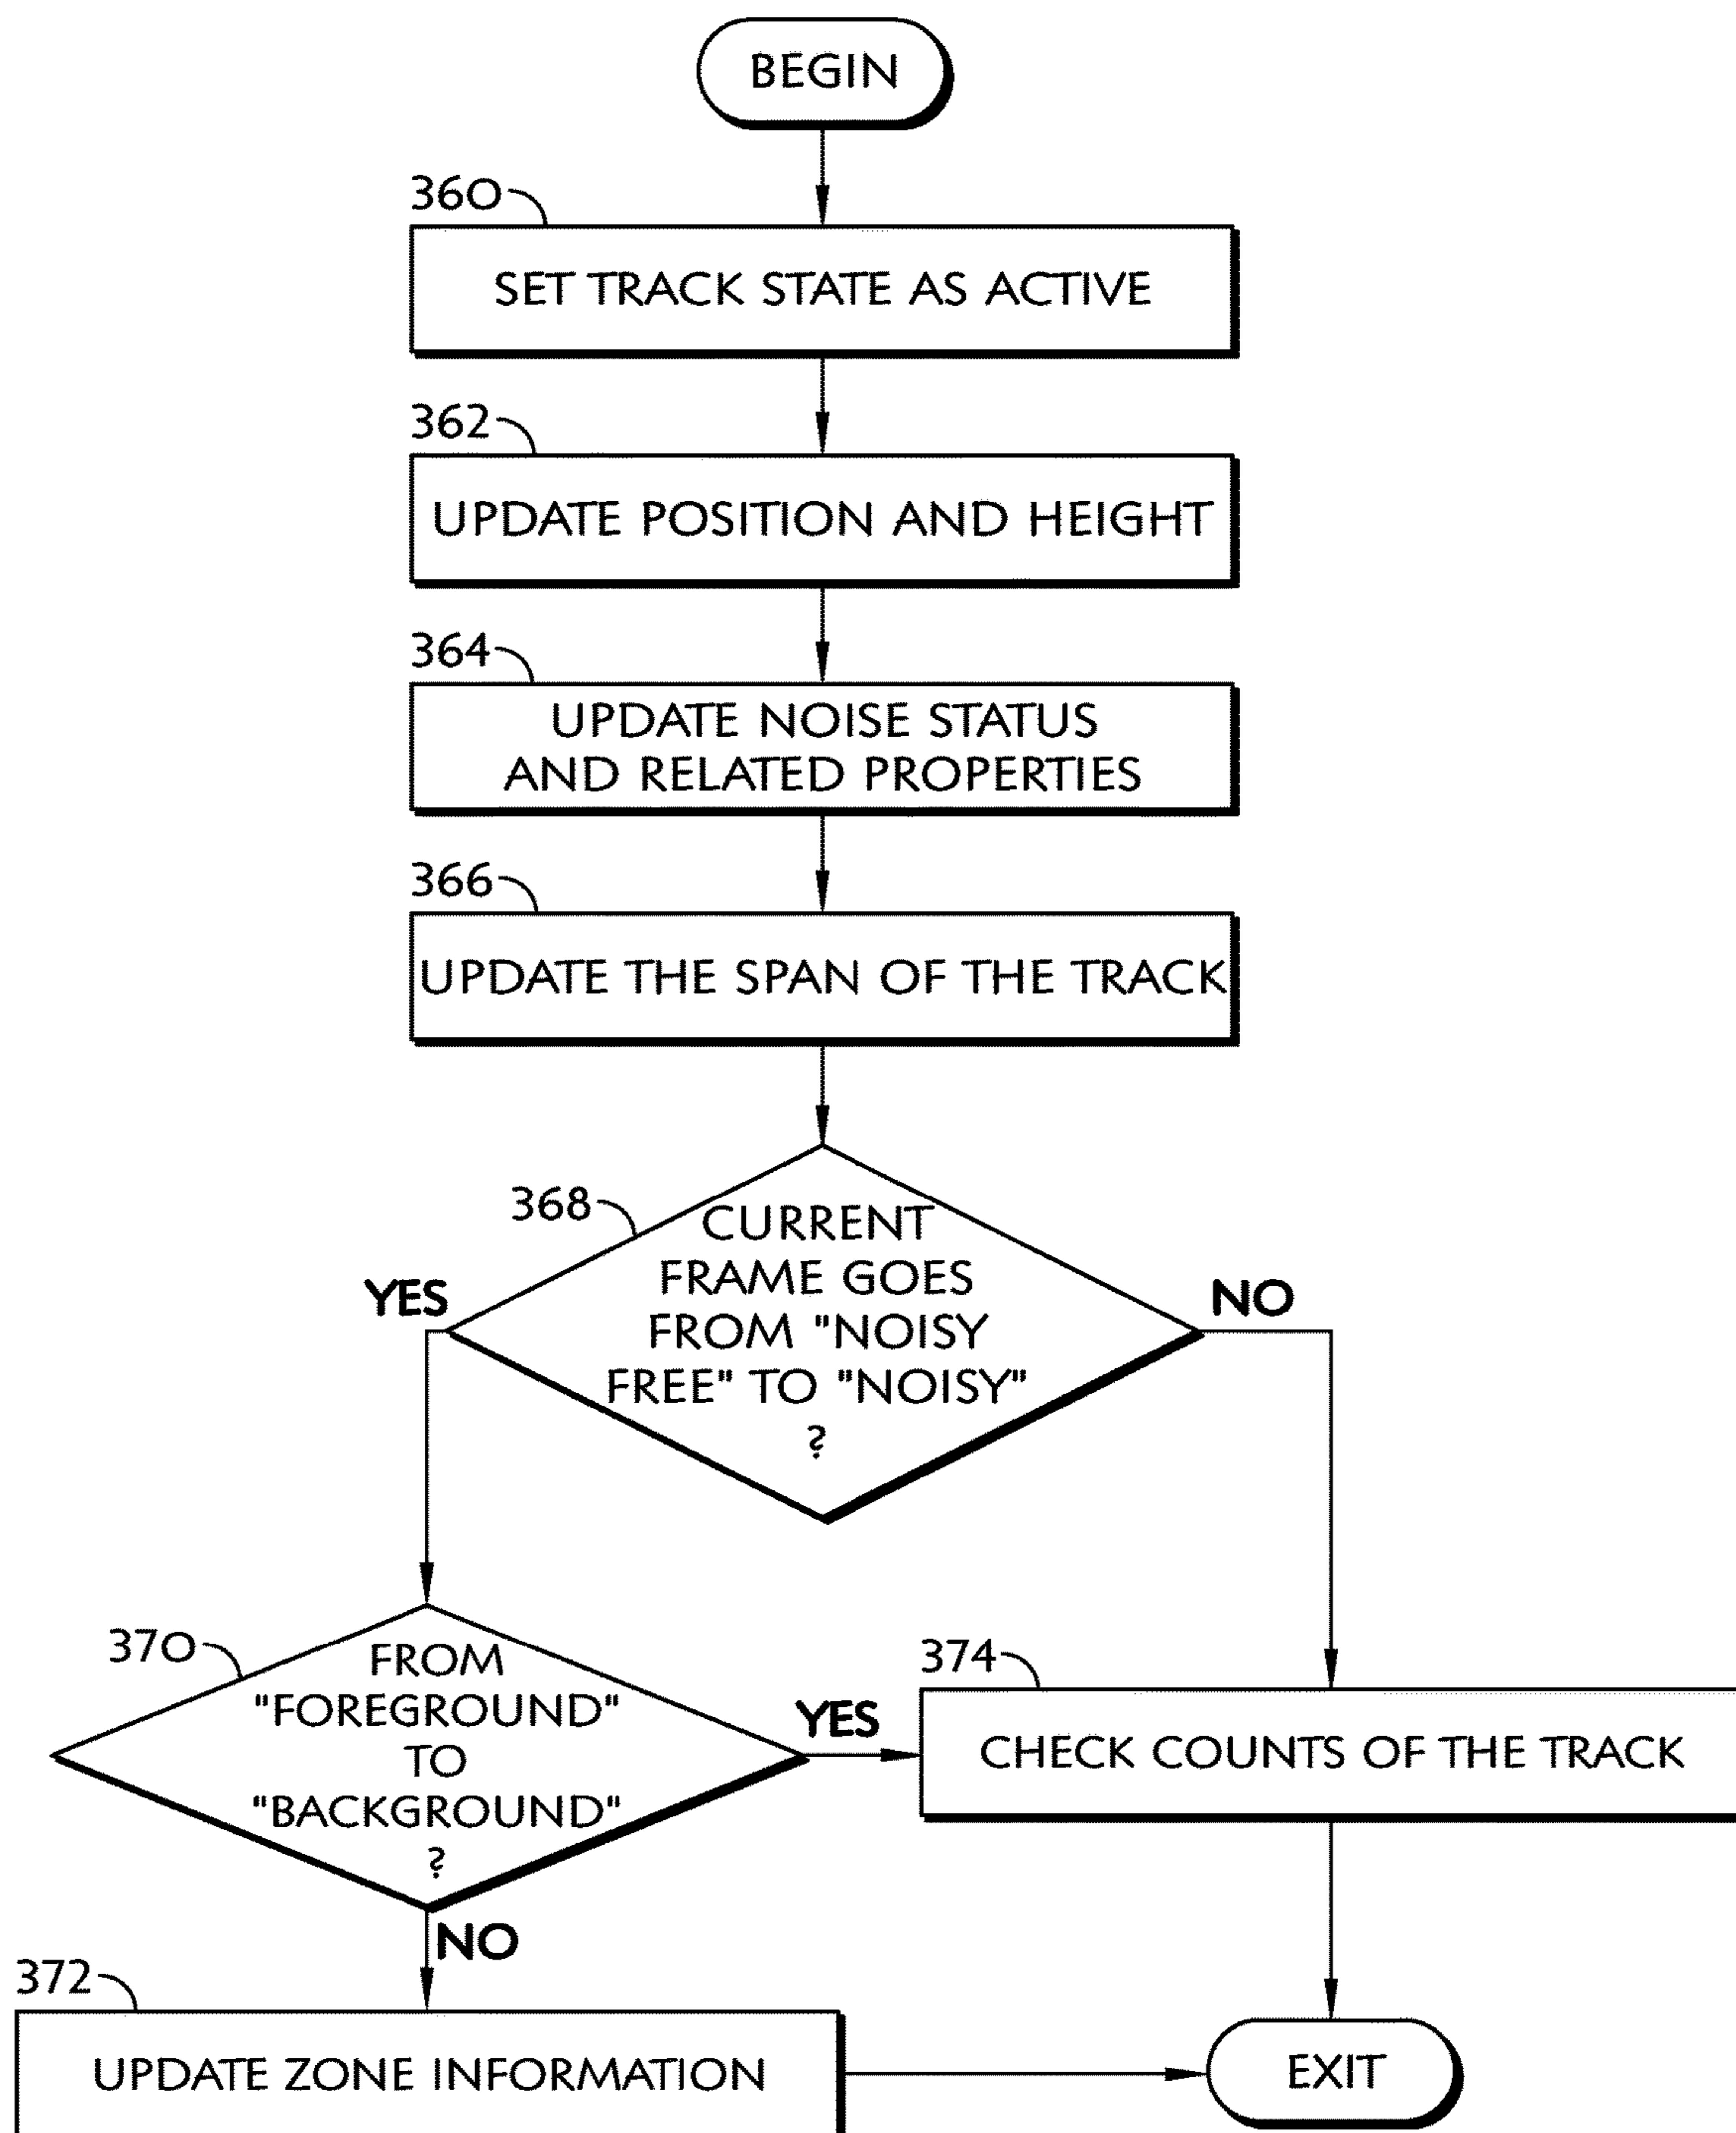 BEGIN
360
SET TRACK STATE AS ACTIVE
362
UPDATE POSITION AND HEIGHT
364
UPDATE NOISE STATUS
AND RELATED PROPERTIES
366
UPDATE THE SPAN OF THE TRACK
368
CURRENT
FRAME GOES
FROM "NOISY
FREE" TO "NOISY"
?
YES
NO
370
FROM
"FOREGROUND"
TO
"BACKGROUND"
?
YES
NO
374
CHECK COUNTS OF THE TRACK
372
UPDATE ZONE INFORMATION
EXIT